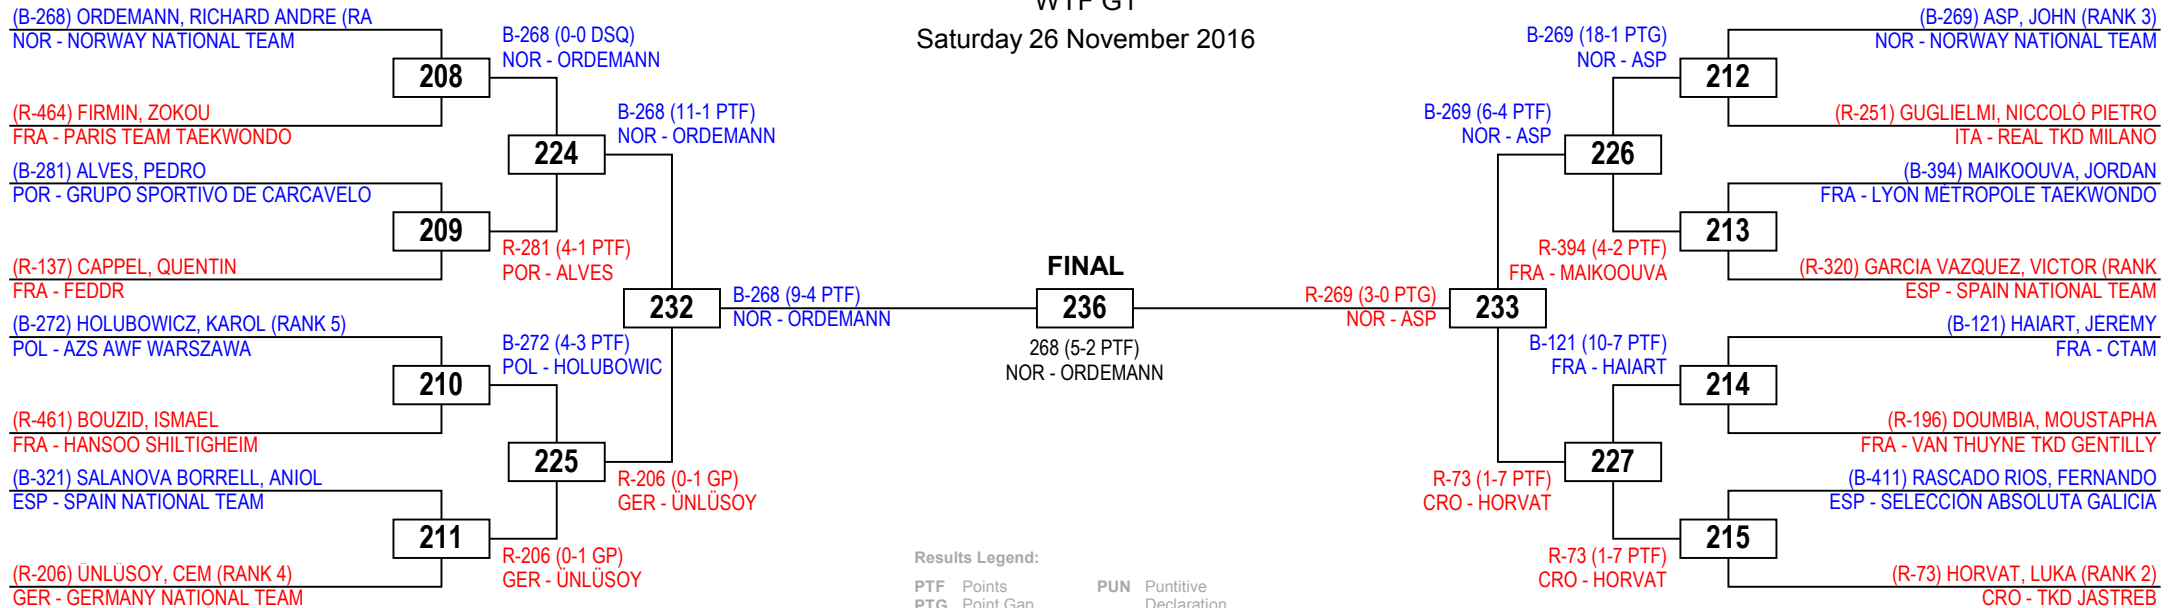 WTF G1
Saturday 26 November 2016
(B-268) ORDEMANN, RICHARD ANDRE (RA
NOR - NORWAY NATIONAL TEAM
208
(R-464) FIRMIN, ZOKOU
FRA - PARIS TEAM TAEKWONDO
B-268 (0-0 DSQ)
NOR - ORDEMANN
224
(B-281) ALVES, PEDRO
POR - GRUPO SPORTIVO DE CARCAVELO
209
(R-137) CAPPEL, QUENTIN
FRA - FEDDR
R-281 (4-1 PTF)
POR - ALVES
B-268 (11-1 PTF)
NOR - ORDEMANN
232
(B-272) HOLUBOWICZ, KAROL (RANK 5)
POL - AZS AWF WARSZAWA
210
(R-461) BOUZID, ISMAEL
FRA - HANSOO SHILTIGHEIM
B-272 (4-3 PTF)
POL - HOLUBOWIC
225
(B-321) SALANOVA BORRELL, ANIOL
ESP - SPAIN NATIONAL TEAM
211
(R-206) ÜNLÜSOY, CEM (RANK 4)
GER - GERMANY NATIONAL TEAM
R-206 (0-1 GP)
GER - ÜNLÜSOY
R-206 (0-1 GP)
GER - ÜNLÜSOY
B-268 (9-4 PTF)
NOR - ORDEMANN
FINAL
236
268 (5-2 PTF)
NOR - ORDEMANN
R-269 (3-0 PTG)
NOR - ASP
233
B-269 (6-4 PTF)
NOR - ASP
226
B-269 (18-1 PTG)
NOR - ASP
212
(B-269) ASP, JOHN (RANK 3)
NOR - NORWAY NATIONAL TEAM
(R-251) GUGLIELMI, NICCOLÒ PIETRO
ITA - REAL TKD MILANO
R-394 (4-2 PTF)
FRA - MAIKOOUVA
213
(B-394) MAIKOOUVA, JORDAN
FRA - LYON MÉTROPOLE TAEKWONDO
(R-320) GARCIA VAZQUEZ, VICTOR (RANK
ESP - SPAIN NATIONAL TEAM
B-121 (10-7 PTF)
FRA - HAIART
214
(B-121) HAIART, JÉRÉMY
FRA - CTAM
(R-196) DOUMBIA, MOUSTAPHA
FRA - VAN THUYNE TKD GENTILLY
R-73 (1-7 PTF)
CRO - HORVAT
227
R-73 (1-7 PTF)
CRO - HORVAT
215
(B-411) RASCADO RIOS, FERNANDO
ESP - SELECCIÓN ABSOLUTA GALICIA
(R-73) HORVAT, LUKA (RANK 2)
CRO - TKD JASTREB
Results Legend:
PTF Points PUN Puntitive
PTG Point Gap Declaration